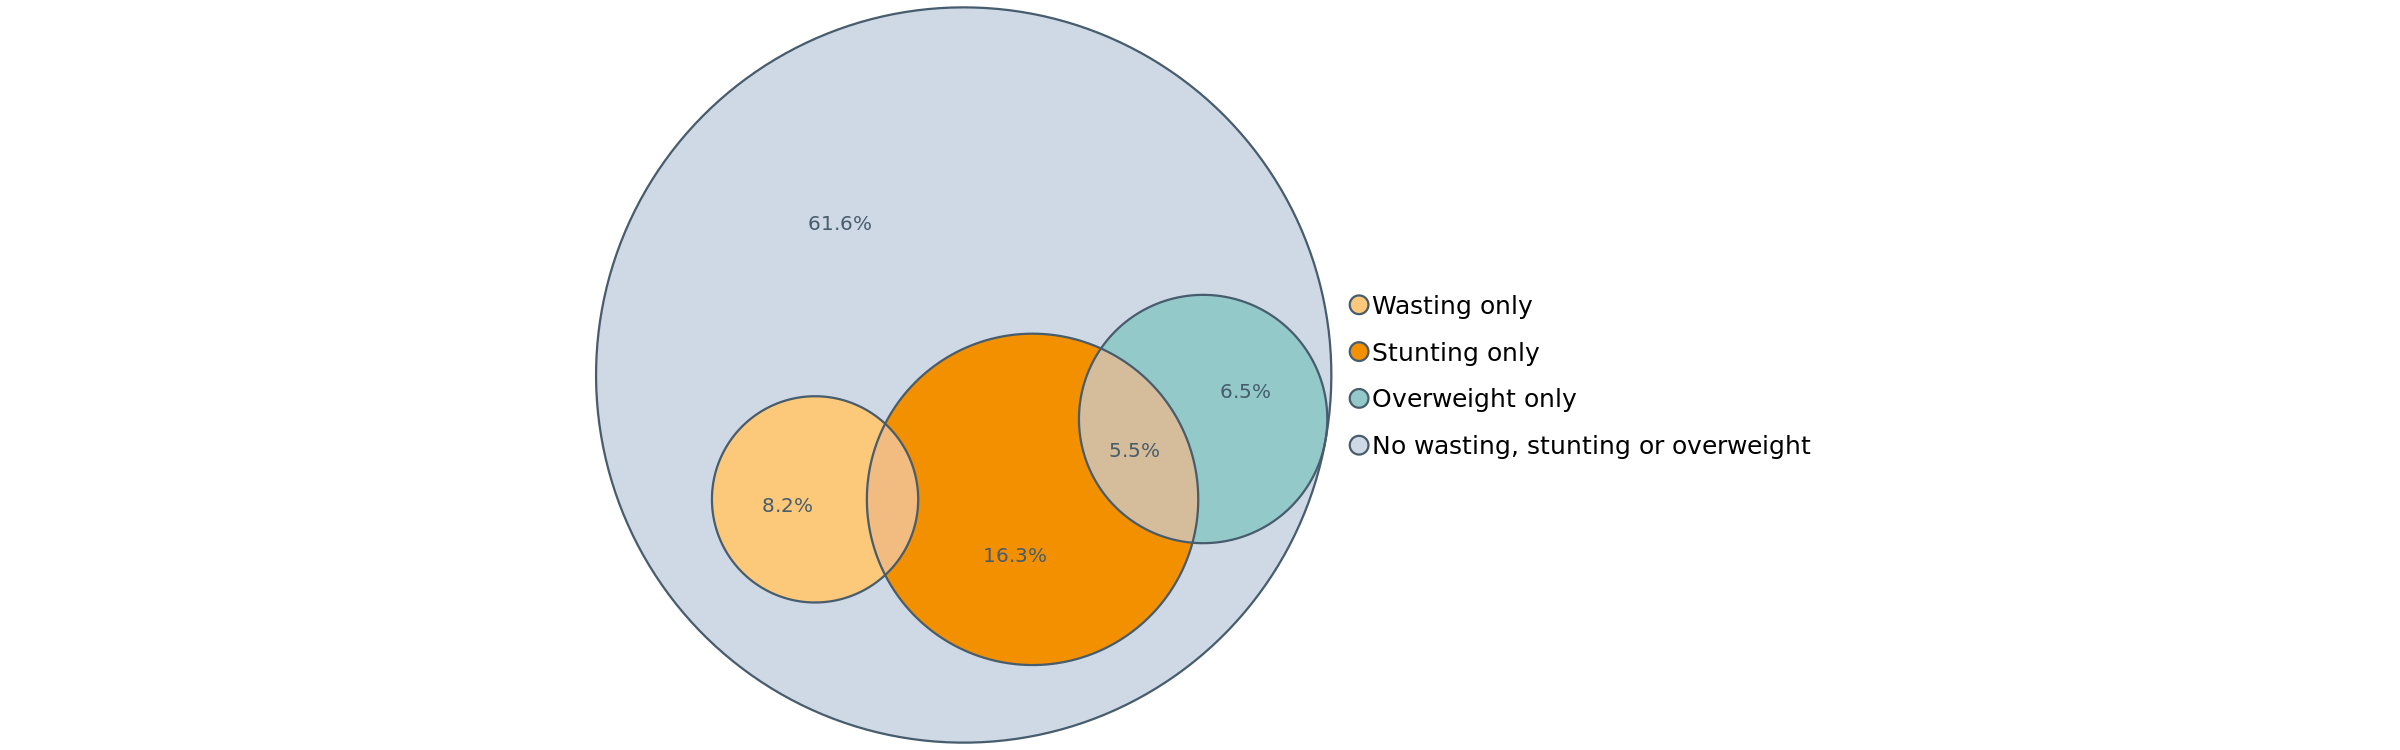 61.6%
6.5%
5.5%
8.2%
16.3%
Wasting only
Stunting only
Overweight only
No wasting, stunting or overweight